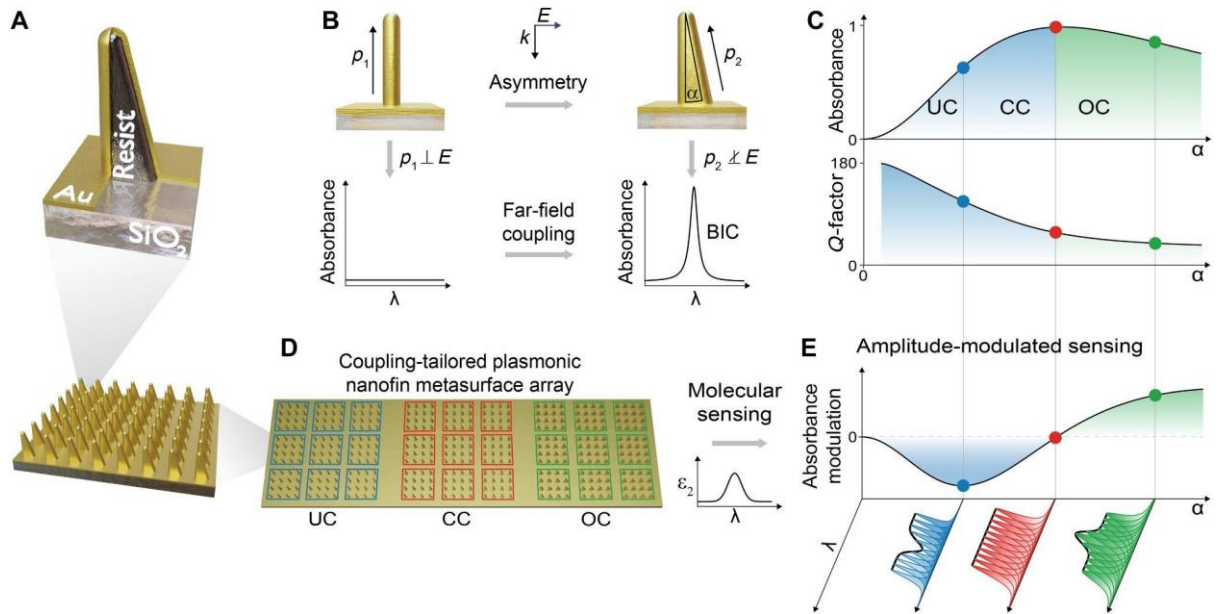 A
Resist
Au
SiO₂
B
p₁
E
k
Asymmetry
p₂
α
p₁ ⊥ E
p₂ ⊥̸ E
Absorbance
λ
Far-field
coupling
Absorbance
BIC
λ
C
1
Absorbance
UC
CC
OC
0
α
180
Q-factor
0
0
α
D
Coupling-tailored plasmonic
nanofin metasurface array
UC
CC
OC
Molecular
sensing
ε₂
λ
E
Amplitude-modulated sensing
Absorbance
modulation
0
α
λ